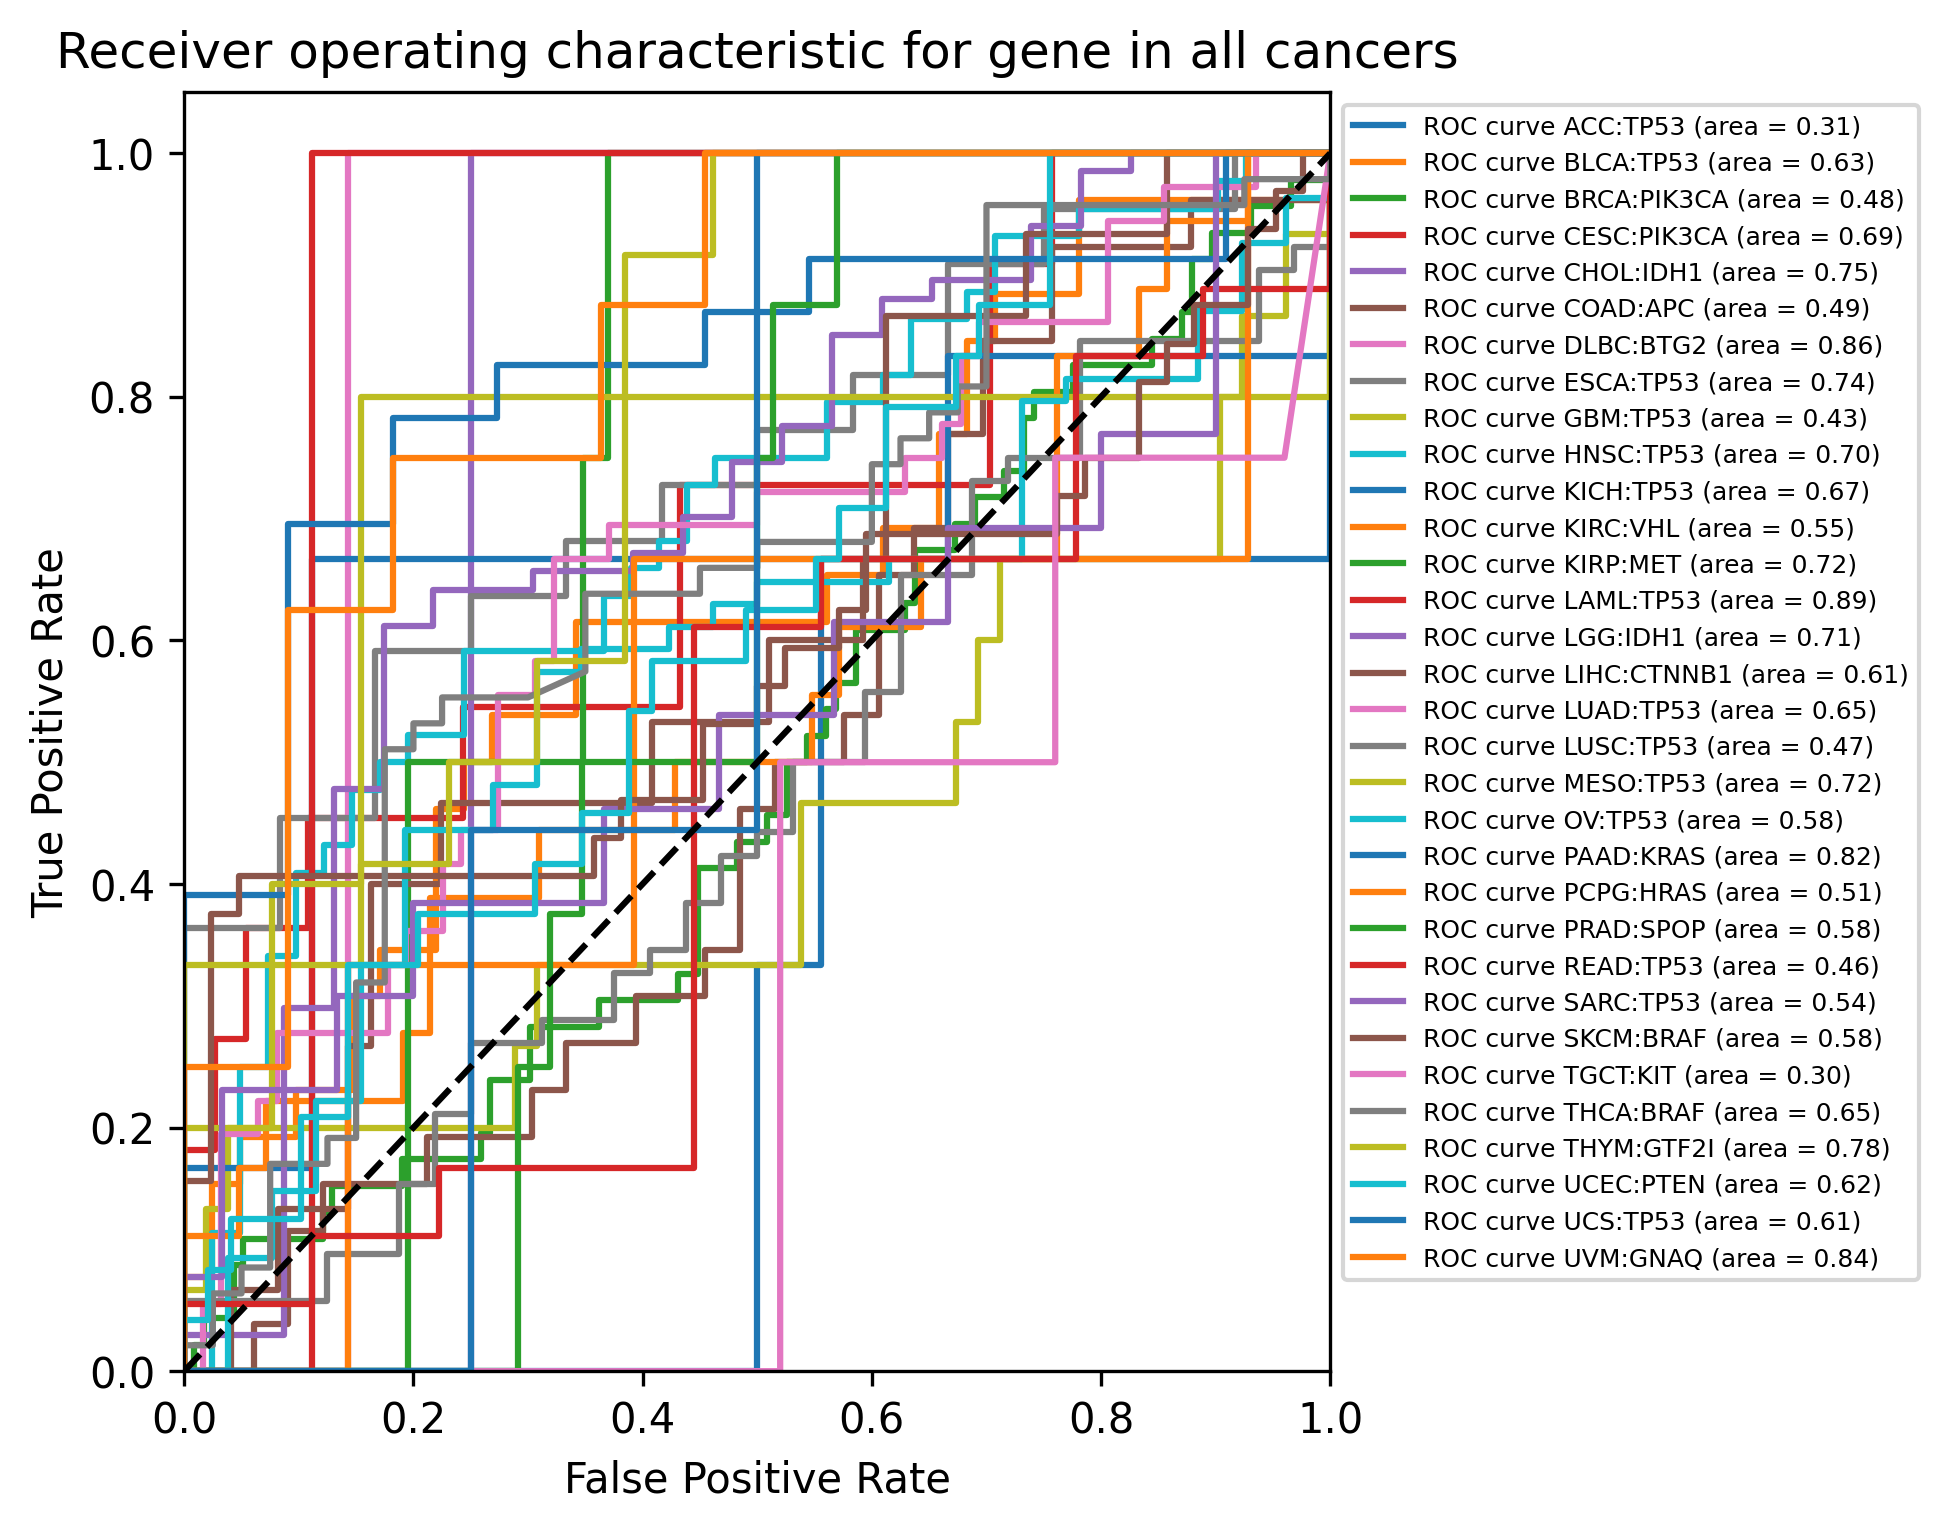 Receiver operating characteristic for gene in all cancers
True Positive Rate
1.0
0.8
0.6
0.4
0.2
0.0
0.0 0.2 0.4 0.6 0.8 1.0
False Positive Rate
ROC curve ACC:TP53 (area = 0.31)
ROC curve BLCA:TP53 (area = 0.63)
ROC curve BRCA:PIK3CA (area = 0.48)
ROC curve CESC:PIK3CA (area = 0.69)
ROC curve CHOL:IDH1 (area = 0.75)
ROC curve COAD:APC (area = 0.49)
ROC curve DLBC:BTG2 (area = 0.86)
ROC curve ESCA:TP53 (area = 0.74)
ROC curve GBM:TP53 (area = 0.43)
ROC curve HNSC:TP53 (area = 0.70)
ROC curve KICH:TP53 (area = 0.67)
ROC curve KIRC:VHL (area = 0.55)
ROC curve KIRP:MET (area = 0.72)
ROC curve LAML:TP53 (area = 0.89)
ROC curve LGG:IDH1 (area = 0.71)
ROC curve LIHC:CTNNB1 (area = 0.61)
ROC curve LUAD:TP53 (area = 0.65)
ROC curve LUSC:TP53 (area = 0.47)
ROC curve MESO:TP53 (area = 0.72)
ROC curve OV:TP53 (area = 0.58)
ROC curve PAAD:KRAS (area = 0.82)
ROC curve PCPG:HRAS (area = 0.51)
ROC curve PRAD:SPOP (area = 0.58)
ROC curve READ:TP53 (area = 0.46)
ROC curve SARC:TP53 (area = 0.54)
ROC curve SKCM:BRAF (area = 0.58)
ROC curve TGCT:KIT (area = 0.30)
ROC curve THCA:BRAF (area = 0.65)
ROC curve THYM:GTF2I (area = 0.78)
ROC curve UCEC:PTEN (area = 0.62)
ROC curve UCS:TP53 (area = 0.61)
ROC curve UVM:GNAQ (area = 0.84)